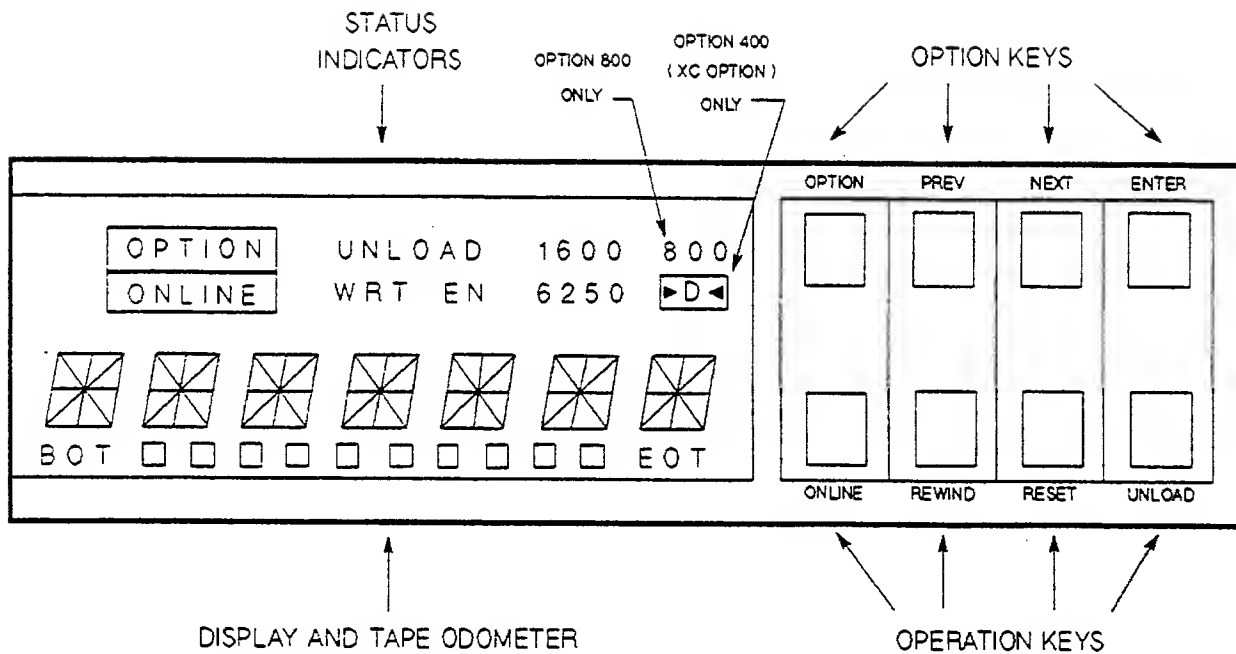 STATUS
INDICATORS
OPTION 800
ONLY
OPTION 400
( XC OPTION )
ONLY
OPTION KEYS
OPTION PREV NEXT ENTER
OPTION UNLOAD 1600 800
ONLINE WRT EN 6250 ►D◄
BOT EOT
ONLINE REWIND RESET UNLOAD
DISPLAY AND TAPE ODOMETER
OPERATION KEYS